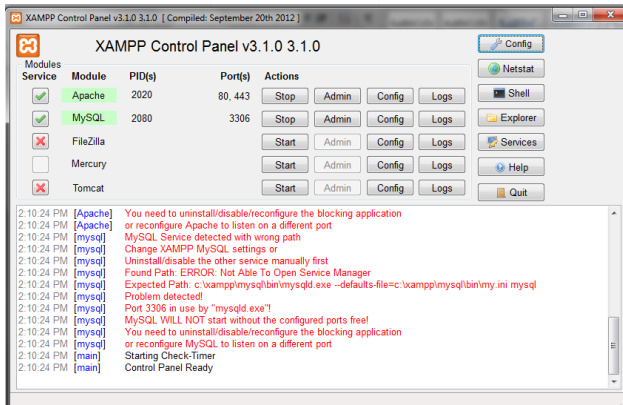 XAMPP Control Panel v3.1.0 3.1.0 [ Compiled: September 20th 2012 ]
XAMPP Control Panel v3.1.0 3.1.0
Config
Modules
Service Module PID(s) Port(s) Actions
Netstat
Apache 2020 80, 443 Stop Admin Config Logs
Shell
MySQL 2080 3306 Stop Admin Config Logs
Explorer
FileZilla Start Admin Config Logs
Services
Mercury Start Admin Config Logs
Help
Tomcat Start Admin Config Logs
Quit
2:10:24 PM [Apache] You need to uninstall/disable/reconfigure the blocking application
2:10:24 PM [Apache] or reconfigure Apache to listen on a different port
2:10:24 PM [mysql] MySQL Service detected with wrong path
2:10:24 PM [mysql] Change XAMPP MySQL settings or
2:10:24 PM [mysql] Uninstall/disable the other service manually first
2:10:24 PM [mysql] Found Path: ERROR: Not Able To Open Service Manager
2:10:24 PM [mysql] Expected Path: c:\xampp\mysql\bin\mysqld.exe --defaults-file=c:\xampp\mysql\bin\my.ini mysql
2:10:24 PM [mysql] Problem detected!
2:10:24 PM [mysql] Port 3306 in use by "mysqld.exe"!
2:10:24 PM [mysql] MySQL WILL NOT start without the configured ports free!
2:10:24 PM [mysql] You need to uninstall/disable/reconfigure the blocking application
2:10:24 PM [mysql] or reconfigure MySQL to listen on a different port
2:10:24 PM [main] Starting Check-Timer
2:10:24 PM [main] Control Panel Ready